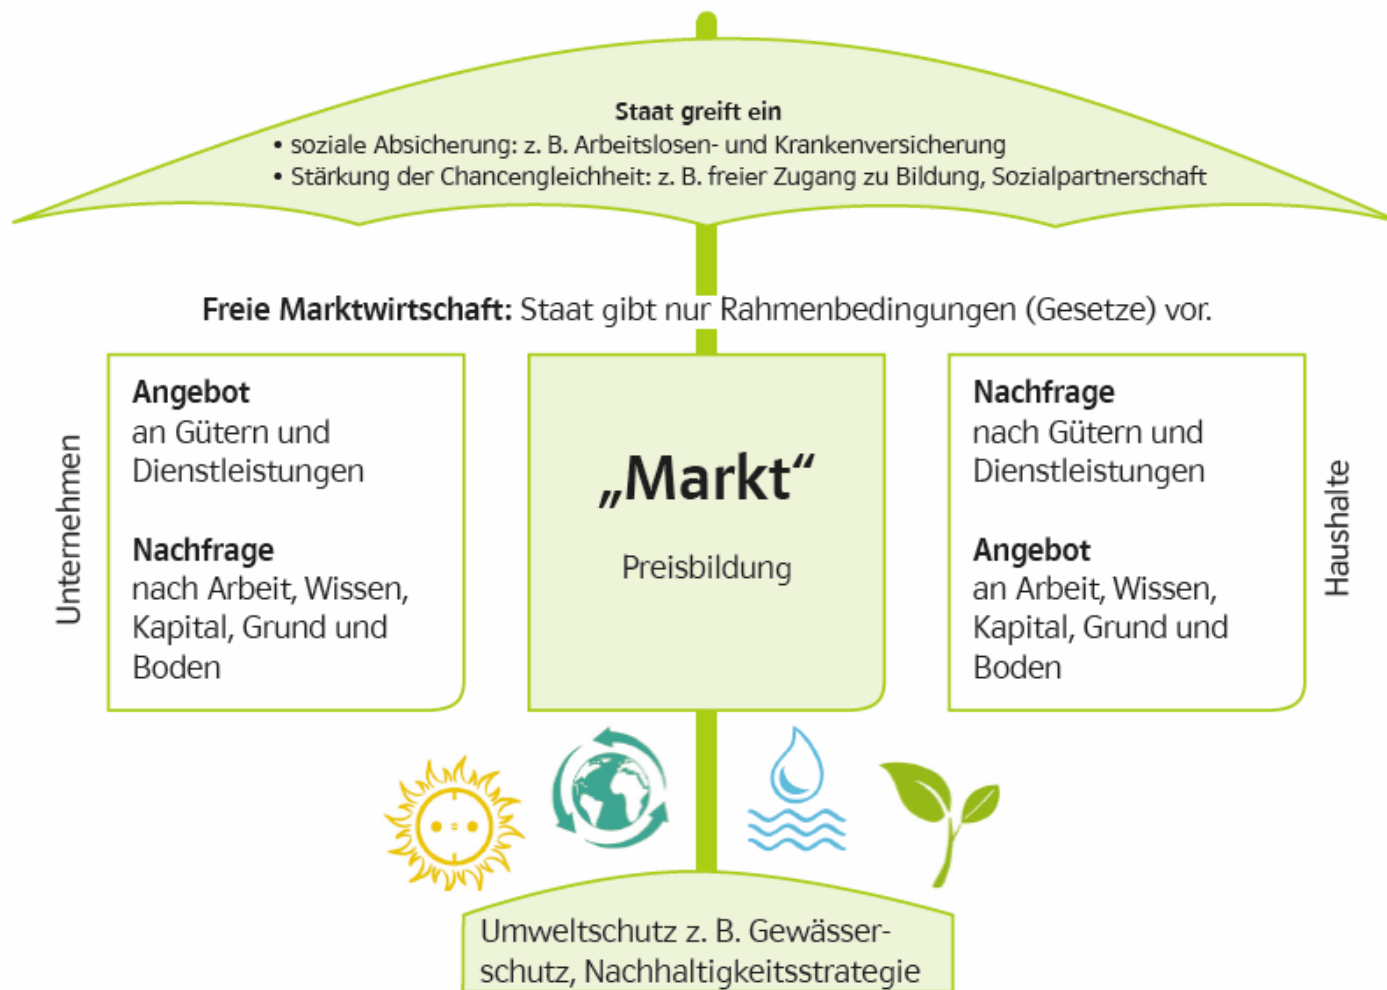 Staat greift ein
• soziale Absicherung: z. B. Arbeitslosen- und Krankenversicherung
• Stärkung der Chancengleichheit: z. B. freier Zugang zu Bildung, Sozialpartnerschaft
Freie Marktwirtschaft: Staat gibt nur Rahmenbedingungen (Gesetze) vor.
Unternehmen
Angebot
an Gütern und
Dienstleistungen
Nachfrage
nach Arbeit, Wissen,
Kapital, Grund und
Boden
„Markt“
Preisbildung
Nachfrage
nach Gütern und
Dienstleistungen
Angebot
an Arbeit, Wissen,
Kapital, Grund und
Boden
Haushalte
Umweltschutz z. B. Gewässer-
schutz, Nachhaltigkeitsstrategie